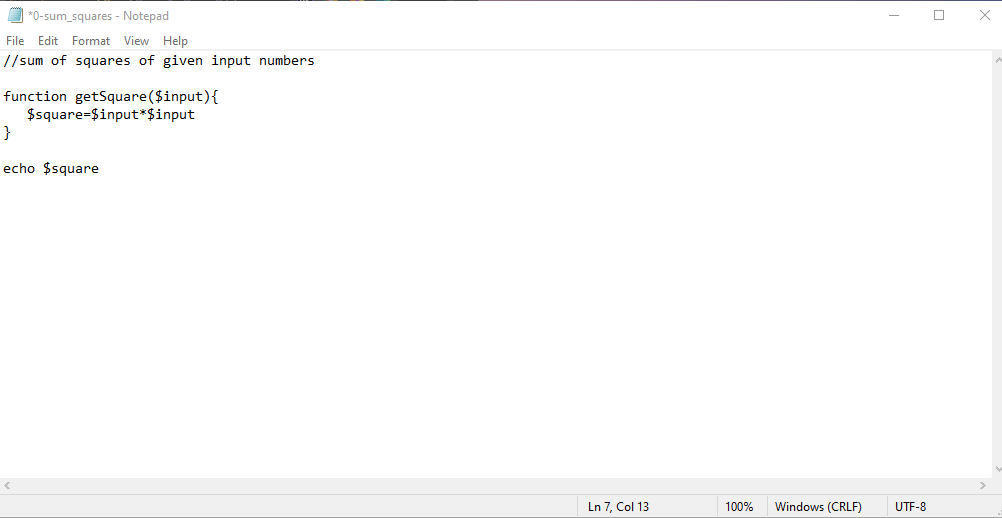 *0-sum_squares - Notepad
File Edit Format View Help
//sum of squares of given input numbers
function getSquare($input){
$square=$input*$input
}
echo $square
Ln 7, Col 13 100% Windows (CRLF) UTF-8